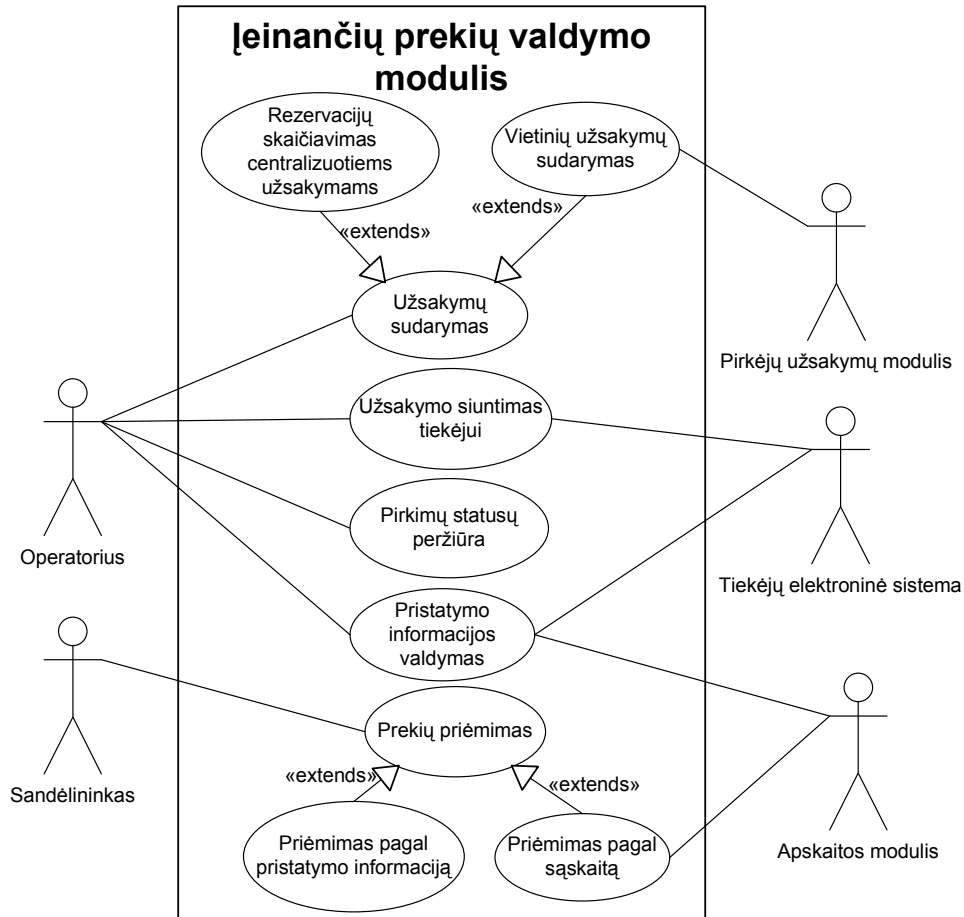 Įeinančių prekių valdymo
modulis
Rezervacijų
skaičiavimas
centralizuotiems
užsakymams
Vietinių užsakymų
sudarymas
«extends»
«extends»
Užsakymų
sudarymas
Pirkėjų užsakymų modulis
Užsakymo siuntimas
tiekėjui
Pirkimų statusų
peržiūra
Operatorius
Tiekėjų elektroninė sistema
Pristatymo
informacijos
valdymas
Prekių priėmimas
«extends»
«extends»
Sandėlininkas
Priėmimas pagal
pristatymo informaciją
Priėmimas pagal
sąskaitą
Apskaitos modulis